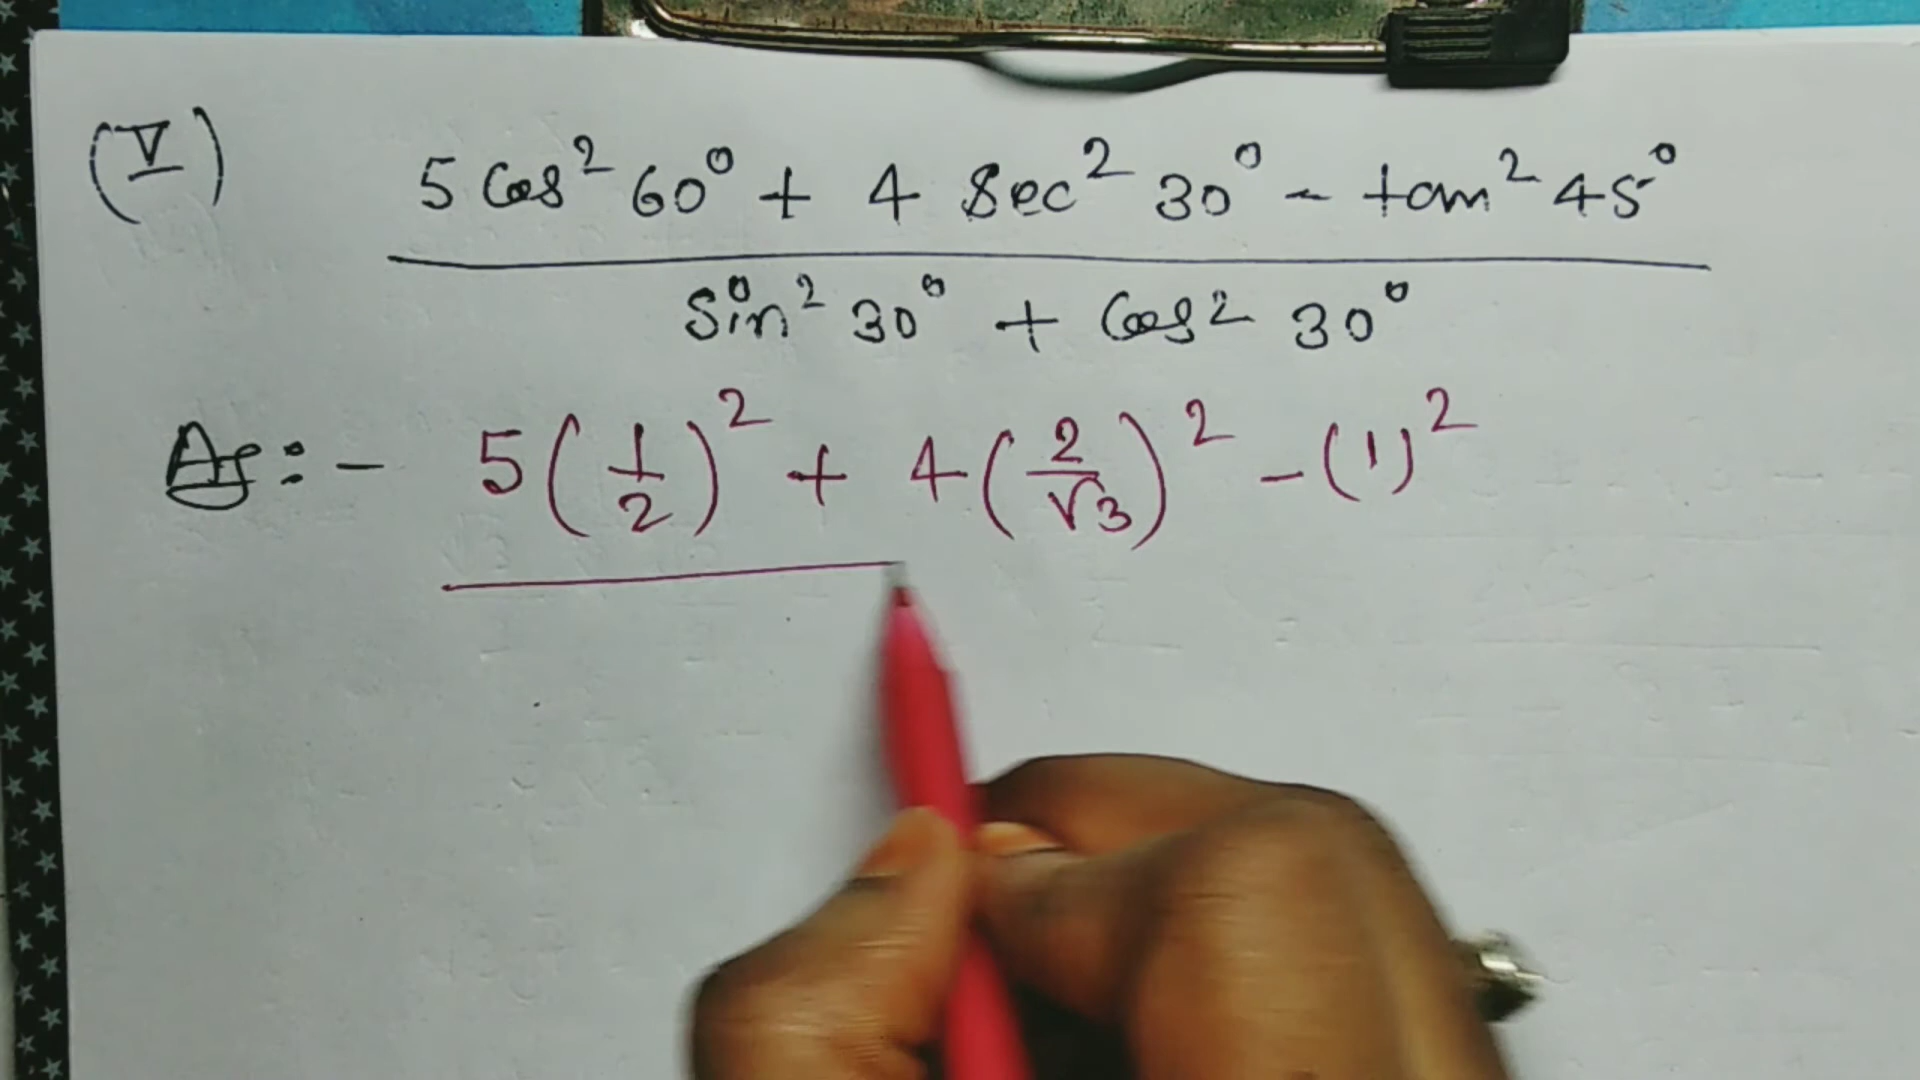 (V) 5 Cos² 60° + 4 Sec² 30° - tan² 45°
Sin² 30° + Cos² 30°
As:- 5(1/2)² + 4(2/√3)² - (1)²